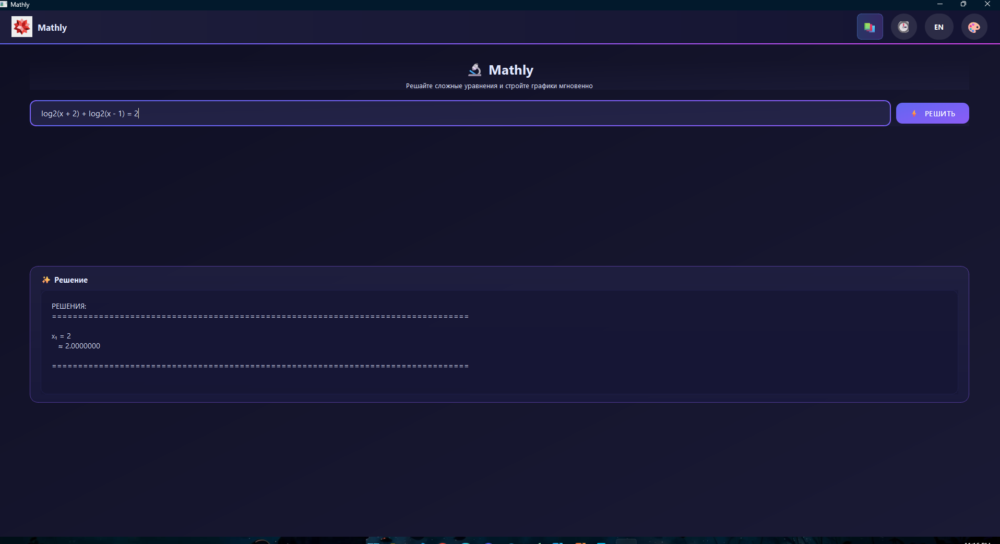 Mathly
Mathly
EN
Mathly
Решайте сложные уравнения и стройте графики мгновенно
log2(x + 2) + log2(x - 1) = 2
РЕШИТЬ
Решение
РЕШЕНИЯ:
================================================================================
x₁ = 2
≈ 2.0000000
================================================================================